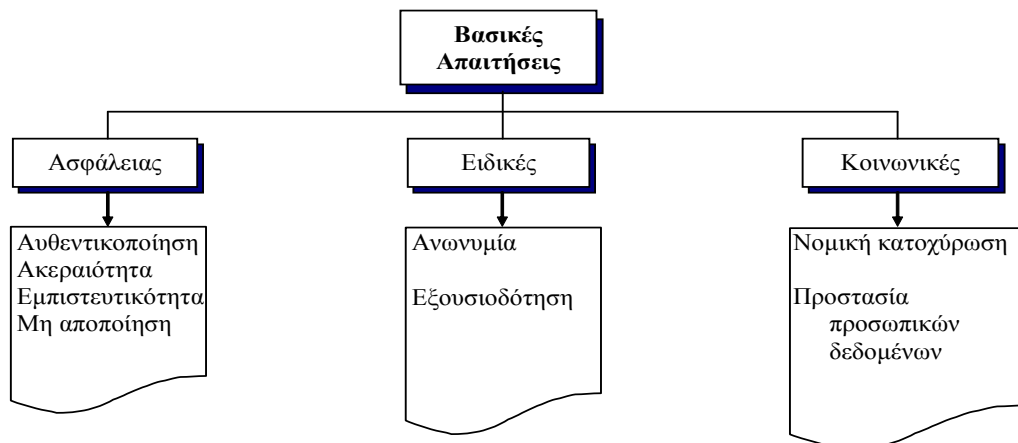 Βασικές
Απαιτήσεις
Ασφάλειας
Ειδικές
Κοινωνικές
Αυθεντικοποίηση
Ακεραιότητα
Εμπιστευτικότητα
Μη αποποίηση
Ανωνυμία
Εξουσιοδότηση
Νομική κατοχύρωση
Προστασία
προσωπικών
δεδομένων